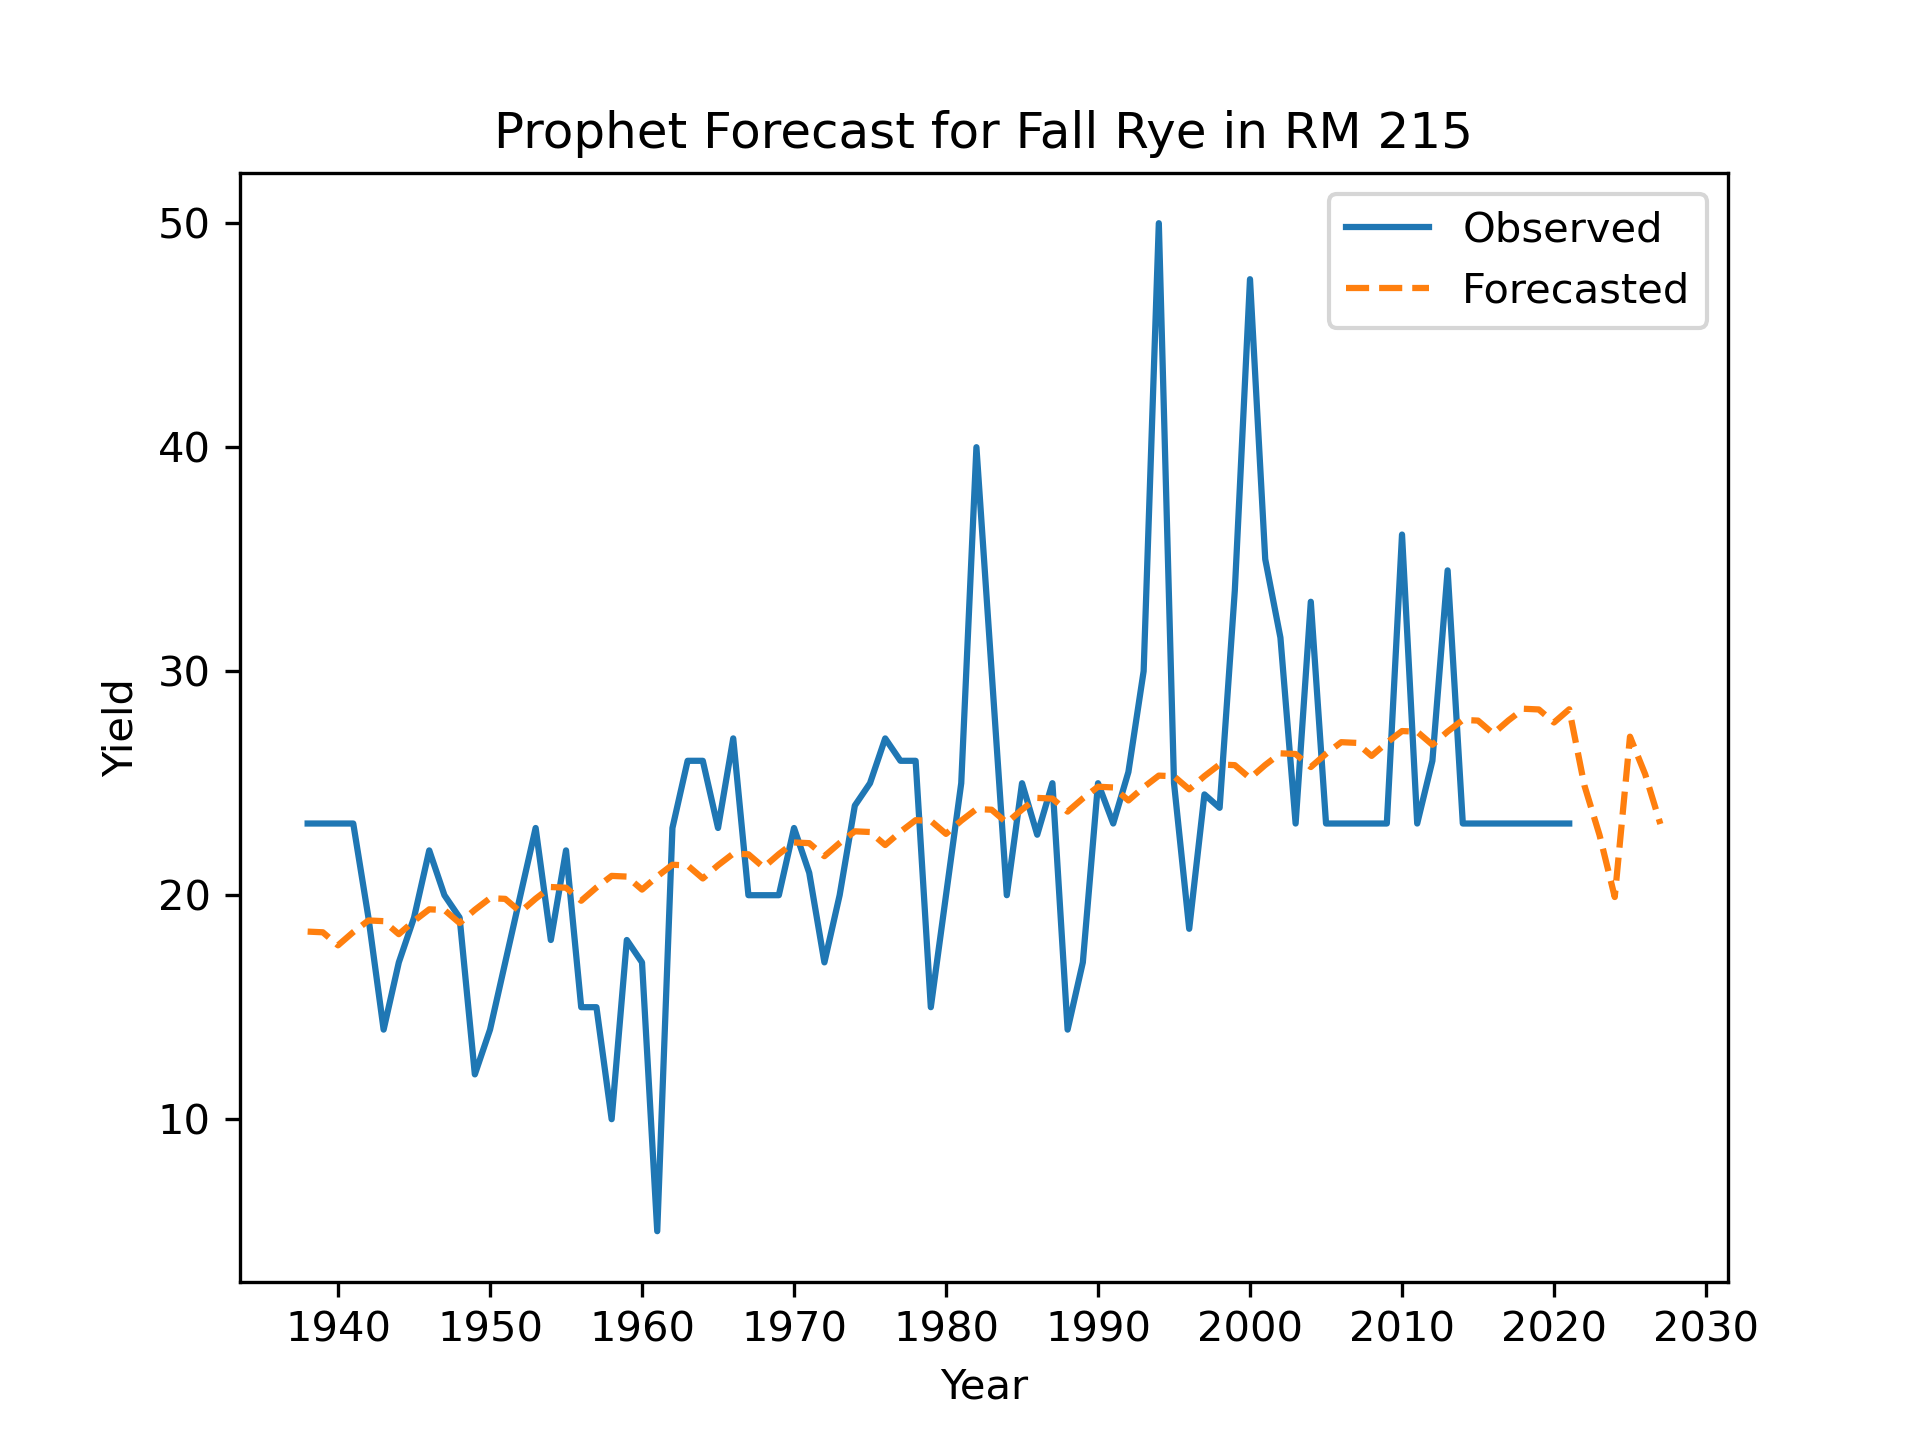 Prophet Forecast for Fall Rye in RM 215
Observed
Forecasted
50
40
30
20
10
Yield
1940 1950 1960 1970 1980 1990 2000 2010 2020 2030
Year